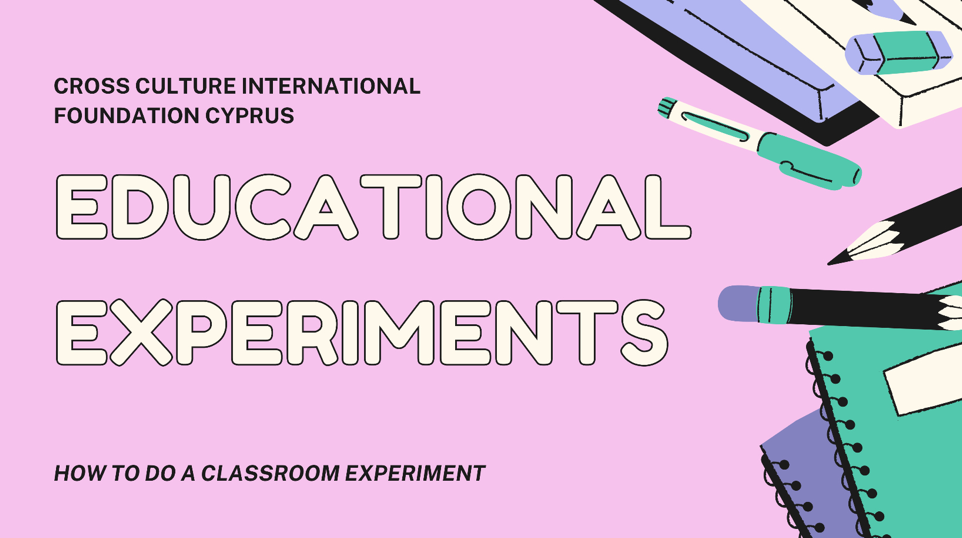 CROSS CULTURE INTERNATIONAL
FOUNDATION CYPRUS
EDUCATIONAL
EXPERIMENTS
HOW TO DO A CLASSROOM EXPERIMENT